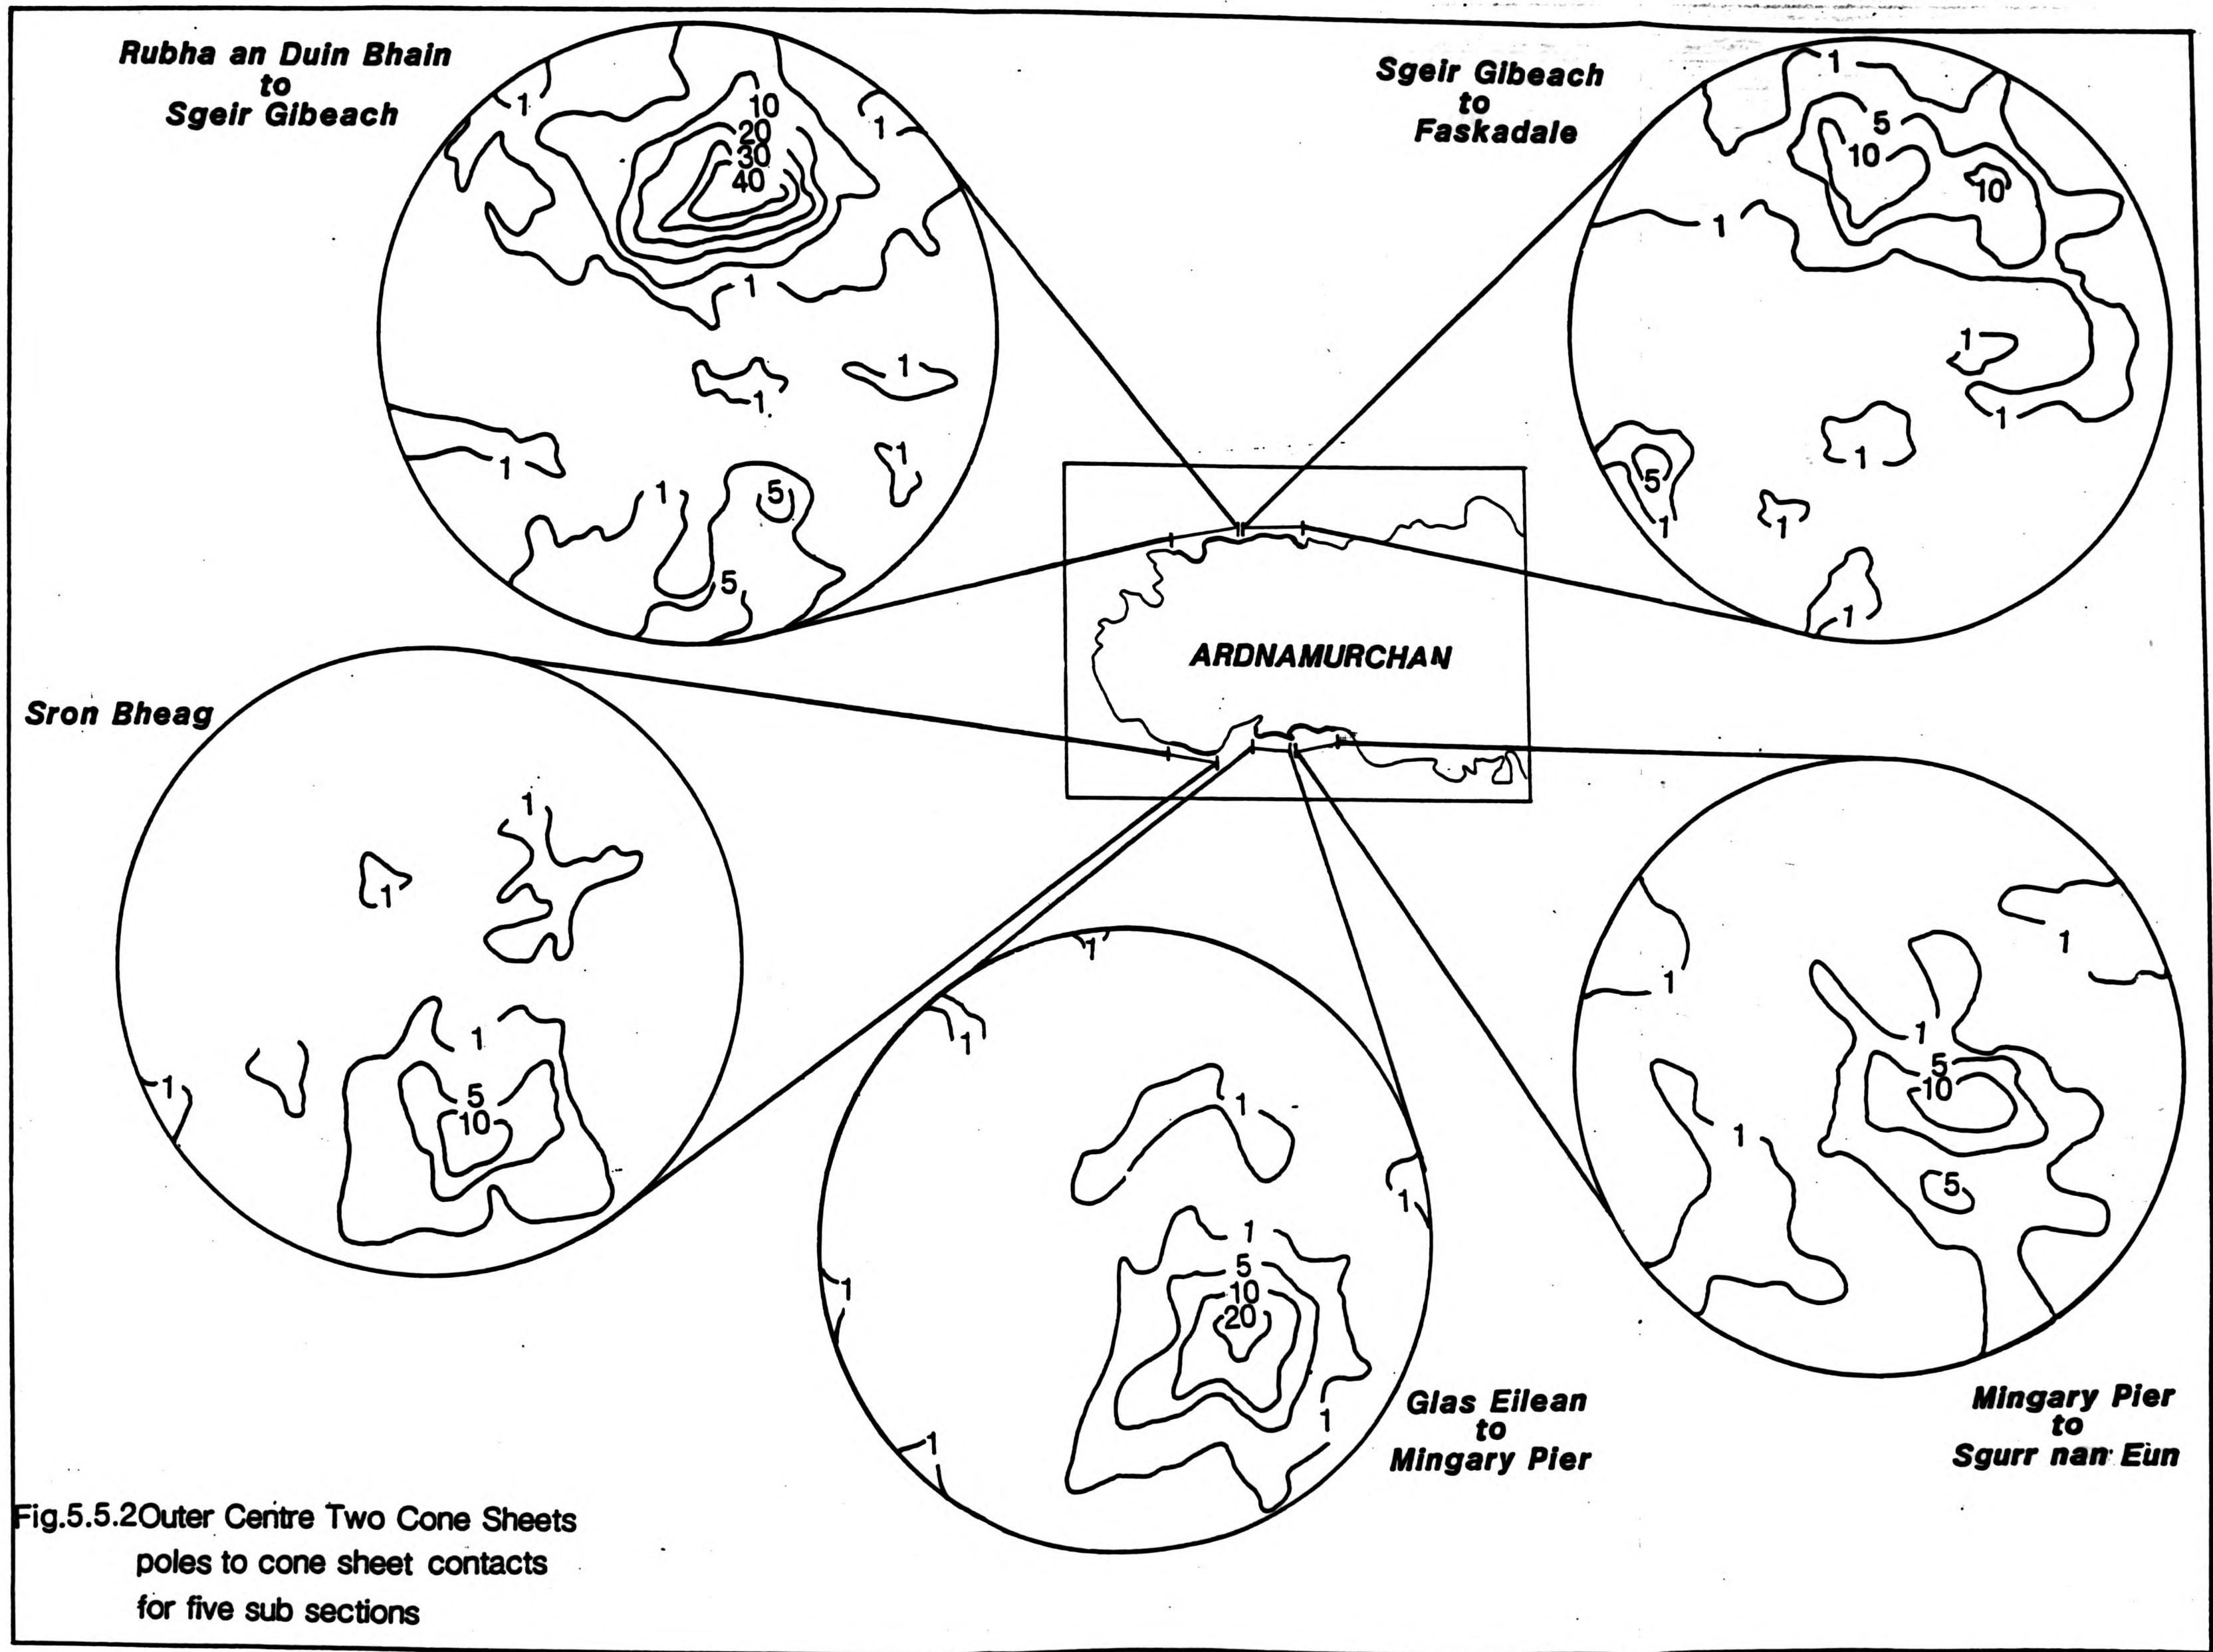 Rubha an Duin Bhain
to
Sgeir Gibeach
1
10
20
30
40
1
1
1
1
1
1
1
5
5
Sgeir Gibeach
to
Faskadale
1
5
10
10
1
1
1
1
5
1
1
1
ARDNAMURCHAN
Sron Bheag
1
1
1
5
10
1
1
1
1
1
5
10
20
1
1
1
1
Glas Eilean
to
Mingary Pier
1
1
1
5
10
1
5
Mingary Pier
to
Sgurr nan Eun
Fig.5.5.2Outer Centre Two Cone Sheets
poles to cone sheet contacts
for five sub sections